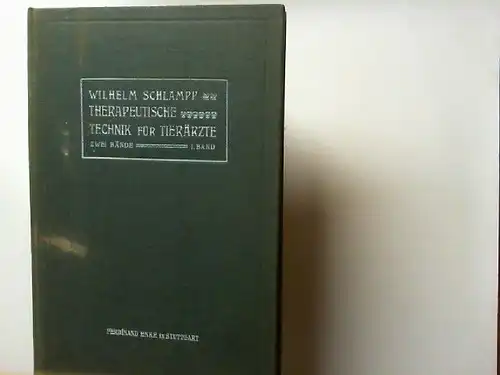 WILHELM SCHLAMPP
THERAPEUTISCHE
TECHNIK FÜR TIERÄRZTE
ZWEI BÄNDE I. BAND
FERDINAND ENKE IN STUTTGART